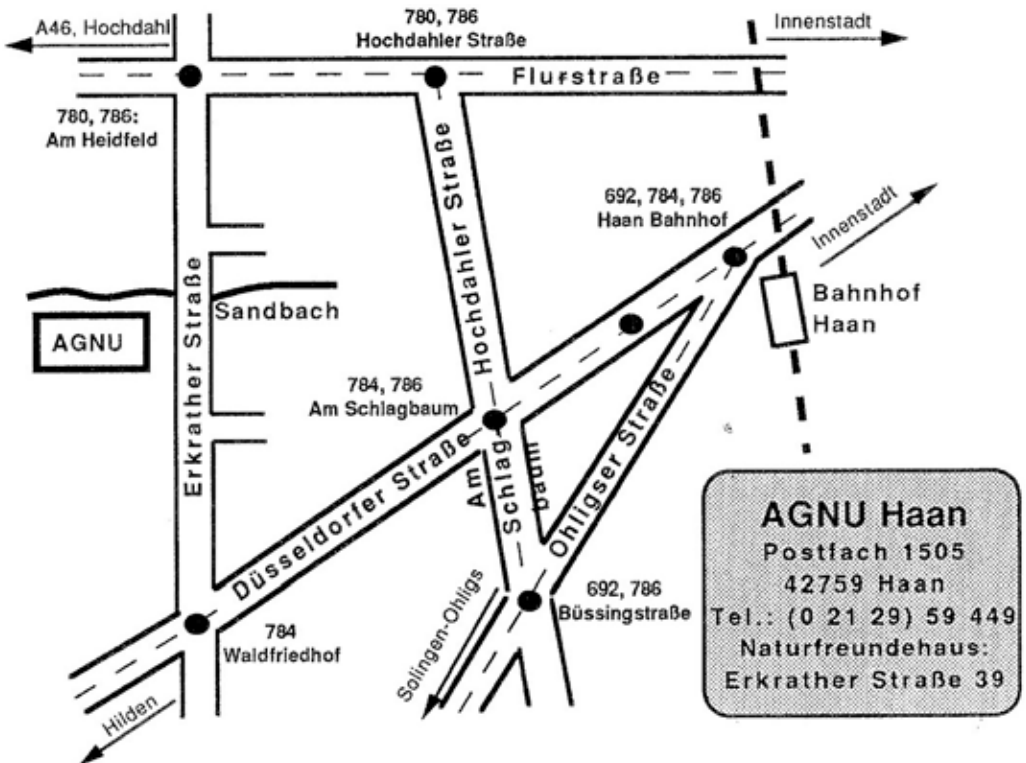 A46, Hochdahl
780, 786
Hochdahler Straße
Innenstadt
Flurstraße
780, 786:
Am Heidfeld
Hochdahler Straße
692, 784, 786
Haan Bahnhof
Innenstadt
Erkrather Straße
Sandbach
Bahnhof
Haan
AGNU
784, 786
Am Schlagbaum
Düsseldorfer Straße
Am
Schlag
baum
Ohligser Straße
AGNU Haan
Postfach 1505
42759 Haan
Tel.: (0 21 29) 59 449
Naturfreundehaus:
Erkrather Straße 39
692, 786
Büssingstraße
Solingen-Ohligs
784
Waldfriedhof
Hilden